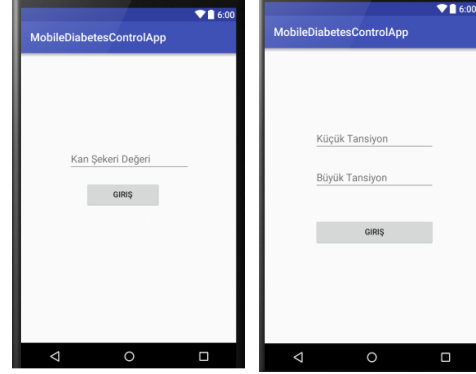 6:00
MobileDiabetesControlApp
Kan Şekeri Değeri
GIRIŞ
6:00
MobileDiabetesControlApp
Küçük Tansiyon
Büyük Tansiyon
GIRIŞ